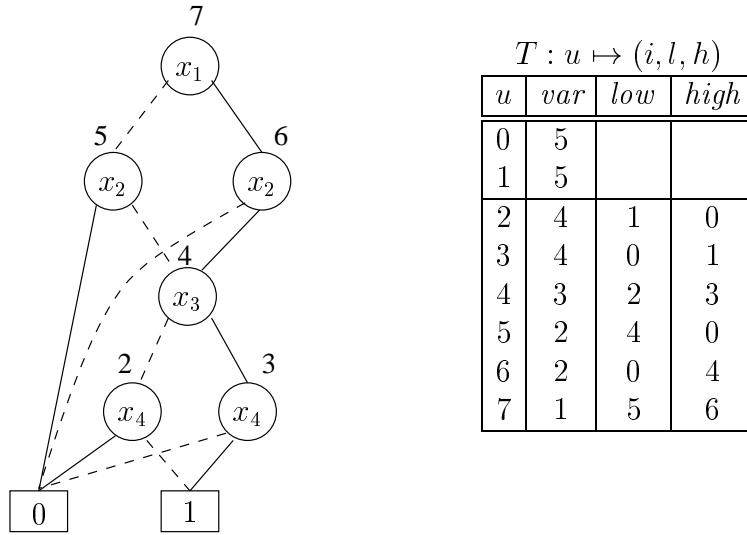 7
x₁
5
6
x₂
x₂
4
x₃
2
3
x₄
x₄
0
1
T : u ↦ (i, l, h)
u var low high
0 5
1 5
2 4 1 0
3 4 0 1
4 3 2 3
5 2 4 0
6 2 0 4
7 1 5 6